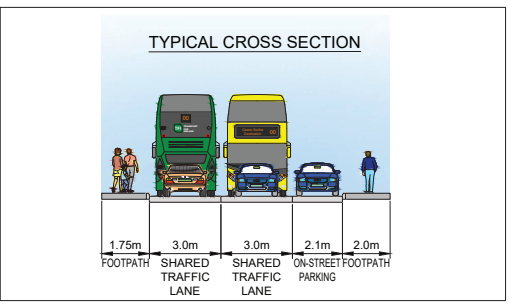 TYPICAL CROSS SECTION
1.75m 3.0m 3.0m 2.1m 2.0m
FOOTPATH SHARED SHARED ON-STREET FOOTPATH
TRAFFIC TRAFFIC PARKING
LANE LANE